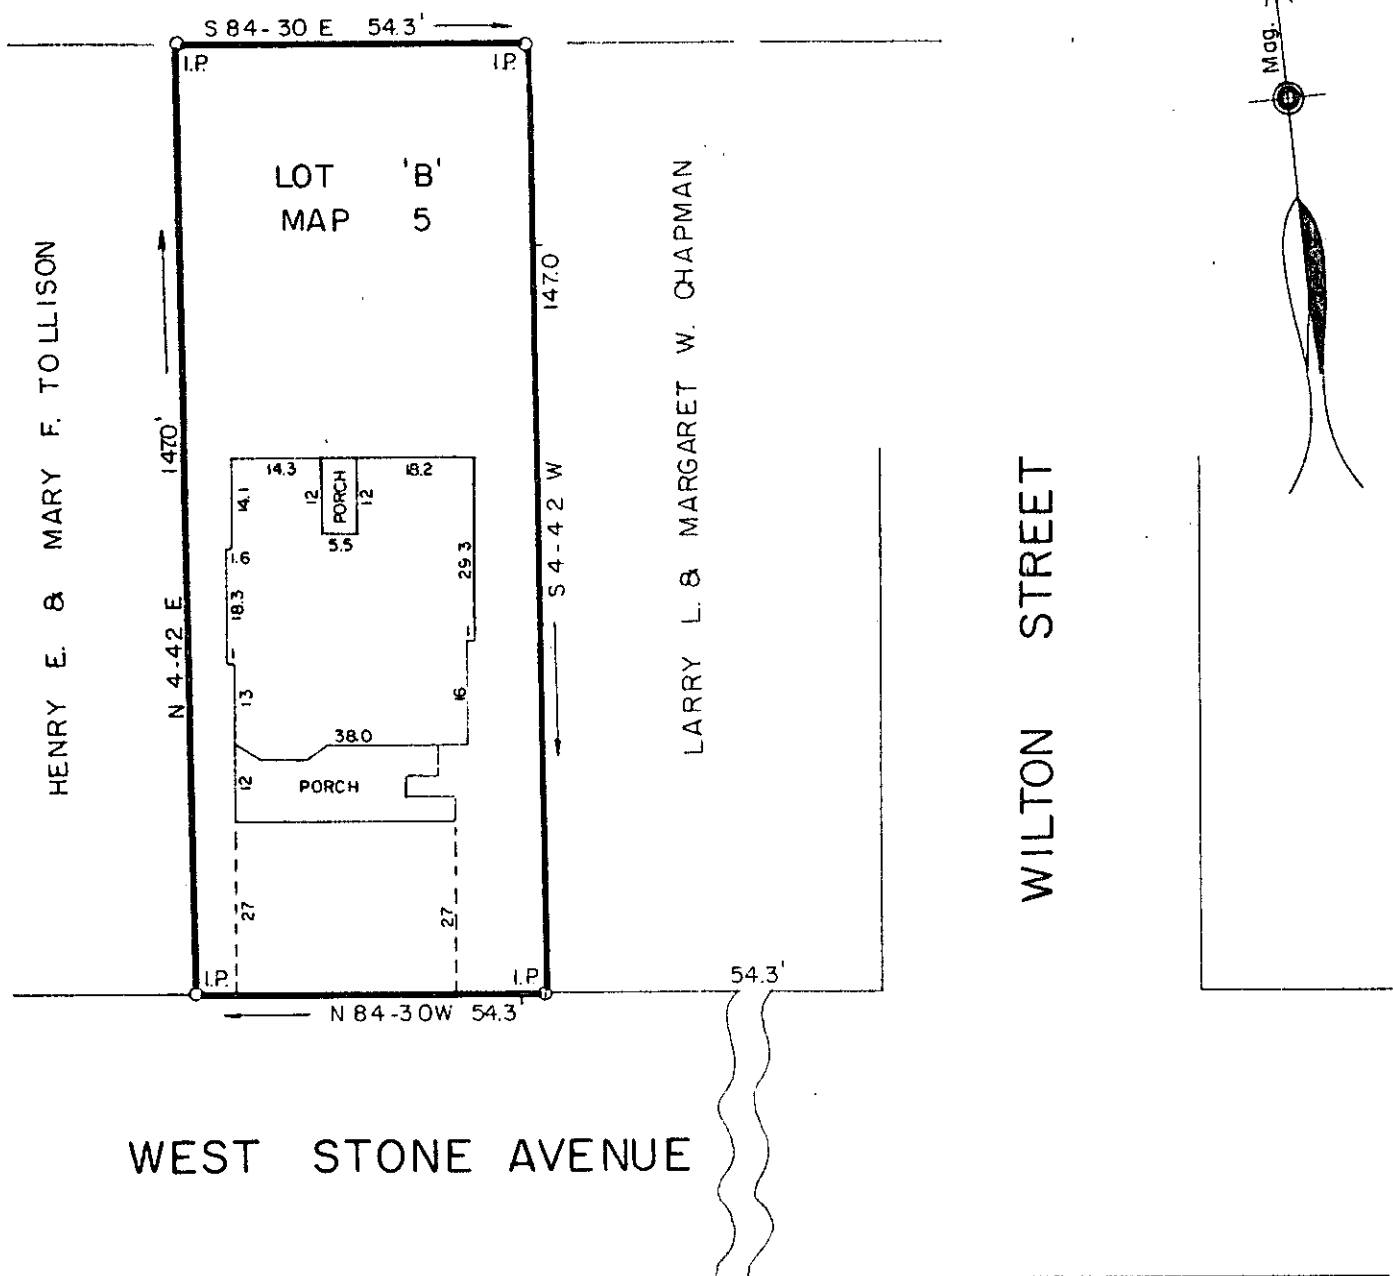 S 84-30 E 54.3'
I.P.
I.P.
Mag.
LOT 'B'
MAP 5
HENRY E. & MARY F. TOLLISON
147.0'
N 4-42 E
147.0'
S 4-42 W
LARRY L. & MARGARET W. CHAPMAN
WILTON STREET
14.3
18.2
14.1
12
PORCH
12
5.5
1.6
29.3
18.3
13
16
38.0
12
PORCH
27
27
I.P.
I.P.
54.3'
N 84-30W 54.3'
WEST STONE AVENUE